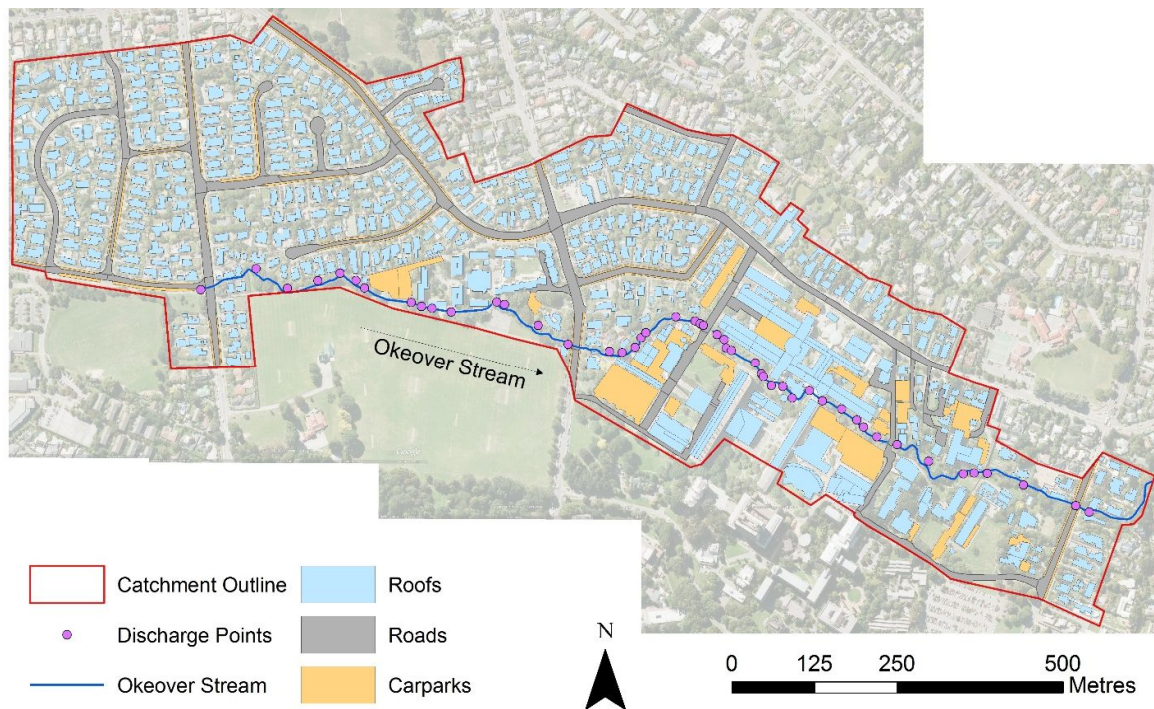 Okeover Stream
Catchment Outline
Roofs
Discharge Points
Roads
Okeover Stream
Carparks
N
0 125 250 500
Metres